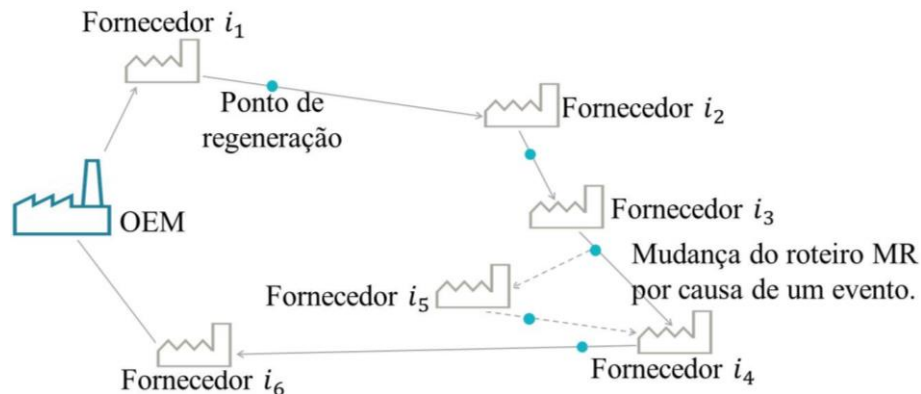 Fornecedor i₁
Ponto de
regeneração
Fornecedor i₂
OEM
Fornecedor i₃
Mudança do roteiro MR
por causa de um evento.
Fornecedor i₅
Fornecedor i₄
Fornecedor i₆